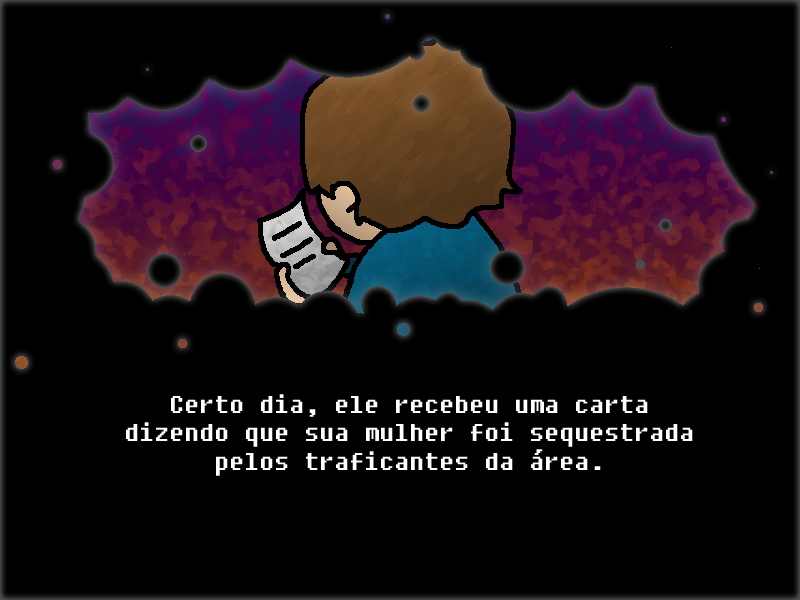 Certo dia, ele recebeu uma carta
dizendo que sua mulher foi sequestrada
pelos traficantes da área.